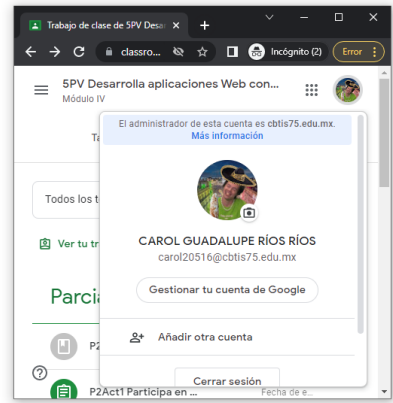 Trabajo de clase de 5PV Desar
classro...
Incógnito (2)
Error
5PV Desarrolla aplicaciones Web con...
Módulo IV
El administrador de esta cuenta es cbtis75.edu.mx.
Más información
Ta
Todos los t
CAROL GUADALUPE RÍOS RÍOS
carol20516@cbtis75.edu.mx
Ver tu tr
Gestionar tu cuenta de Google
Parcia
Añadir otra cuenta
P2
Cerrar sesión
P2Act1 Participa en ...
Fecha de e...